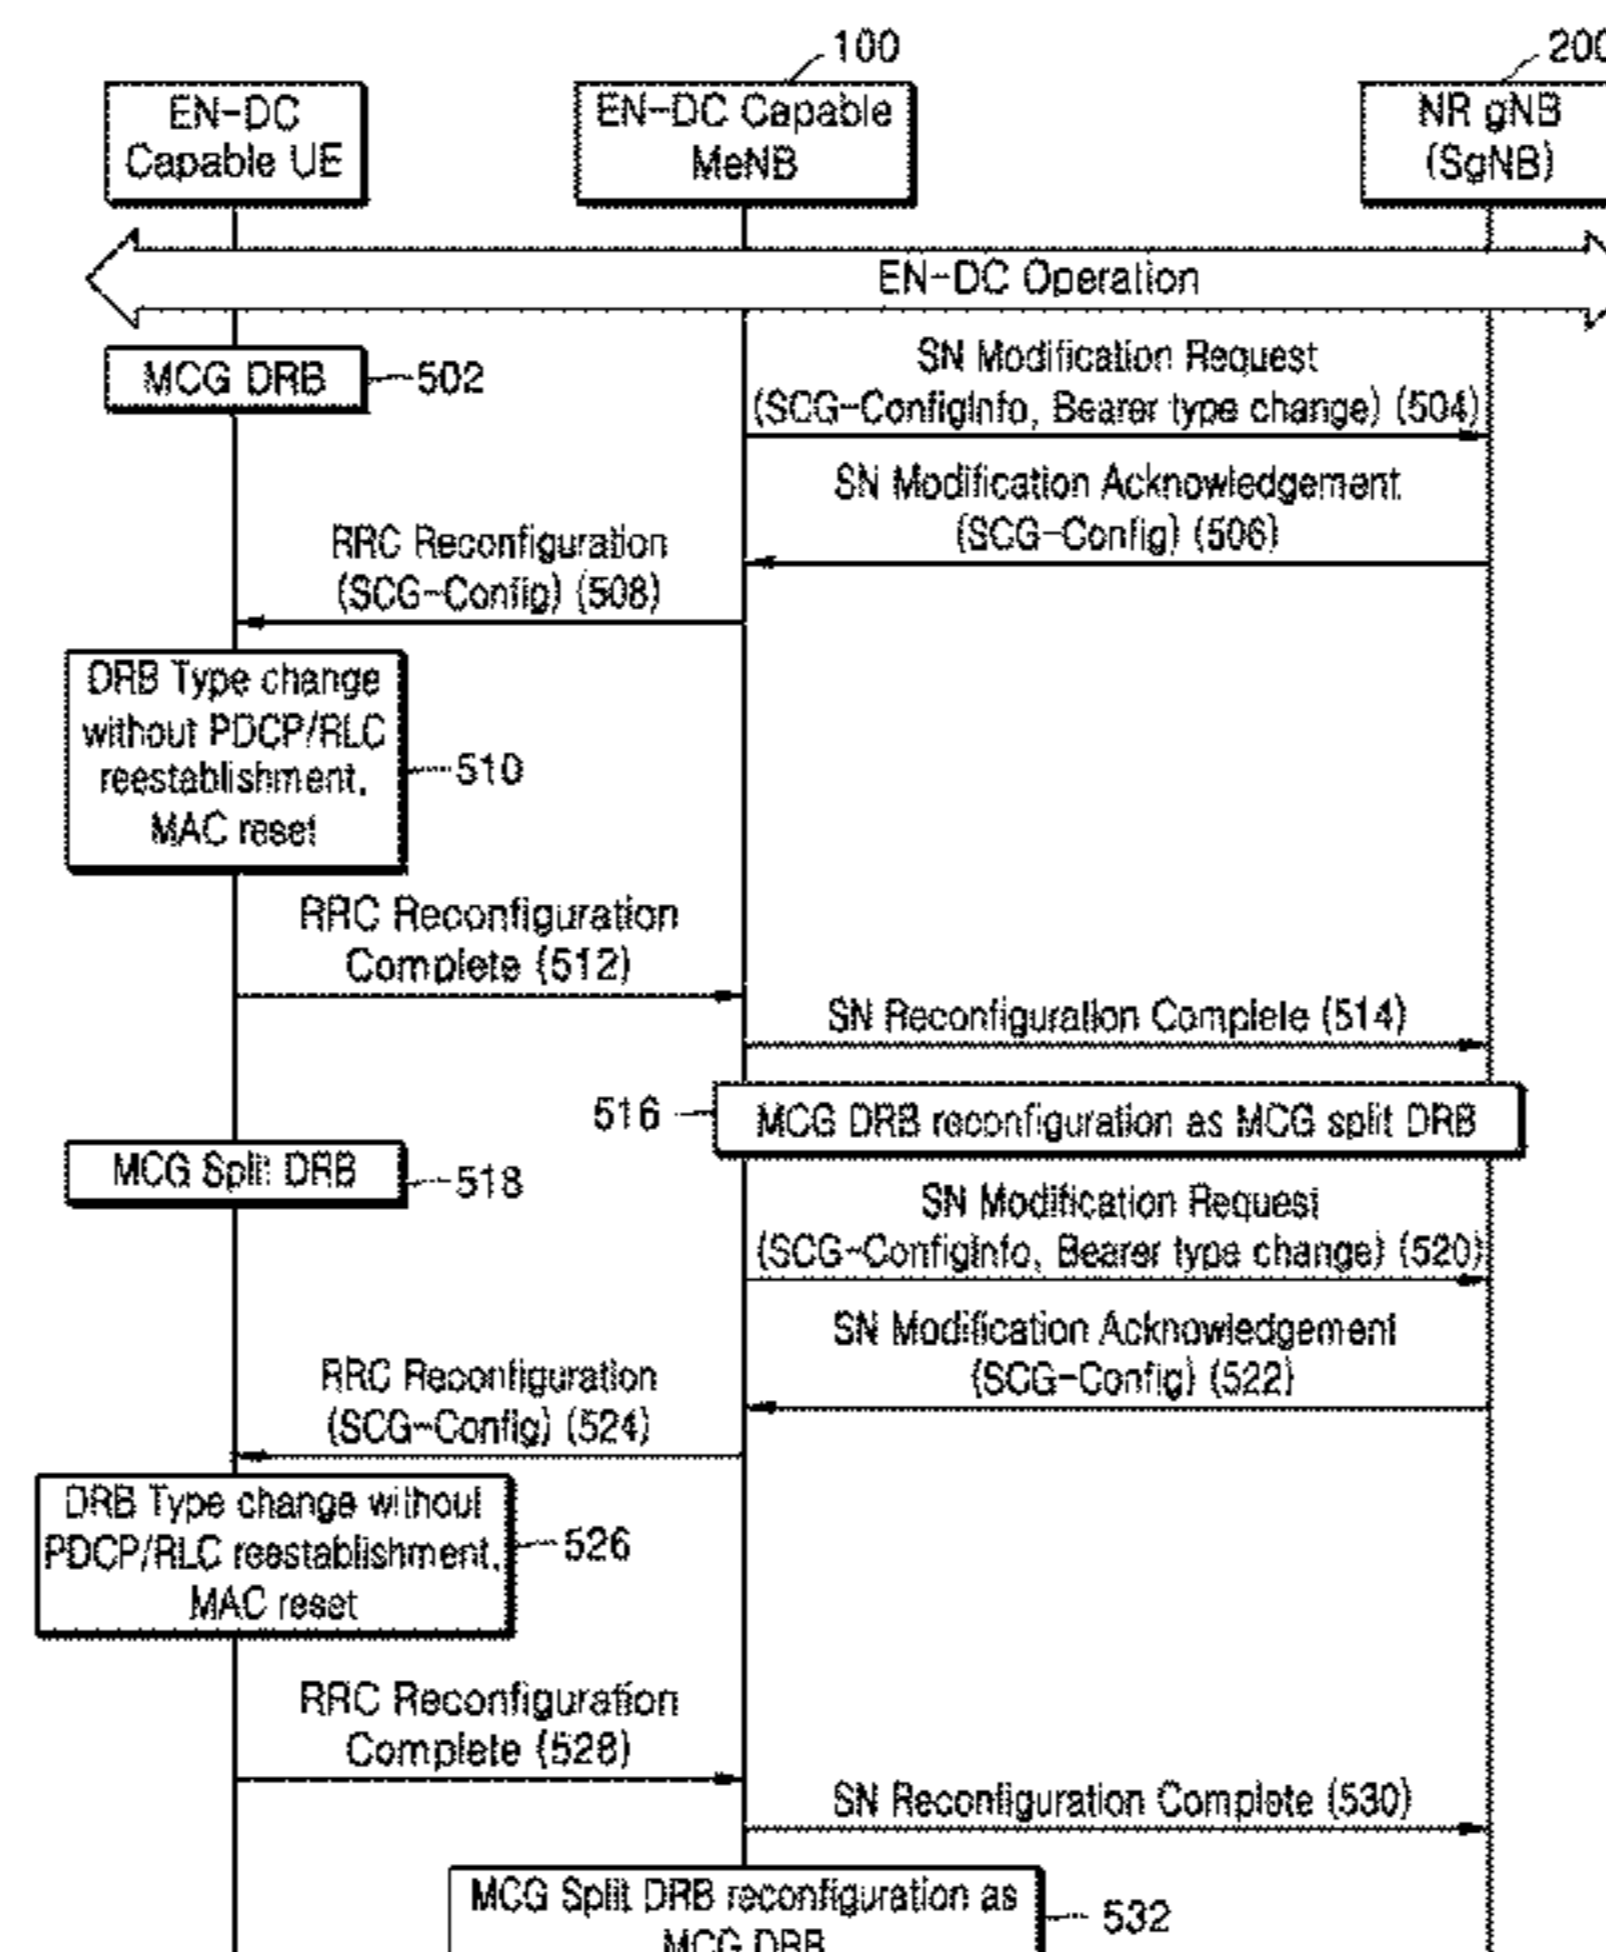 100
200
EN-DC
Capable UE
EN-DC Capable
MeNB
NR gNB
(SgNB)
EN-DC Operation
MCG DRB
502
SN Modification Request
(SCG-ConfigInfo, Bearer type change) (504)
SN Modification Acknowledgement
(SCG-Config) (506)
RRC Reconfiguration
(SCG-Config) (508)
DRB Type change
without PDCP/RLC
reestablishment,
MAC reset
510
RRC Reconfiguration
Complete (512)
SN Reconfiguration Complete (514)
516
MCG DRB reconfiguration as MCG split DRB
MCG Split DRB
518
SN Modification Request
(SCG-ConfigInfo, Bearer type change) (520)
SN Modification Acknowledgement
(SCG-Config) (522)
RRC Reconfiguration
(SCG-Config) (524)
DRB Type change without
PDCP/RLC reestablishment,
MAC reset
526
RRC Reconfiguration
Complete (528)
SN Reconfiguration Complete (530)
MCG Split DRB reconfiguration as
MCG DRB
532